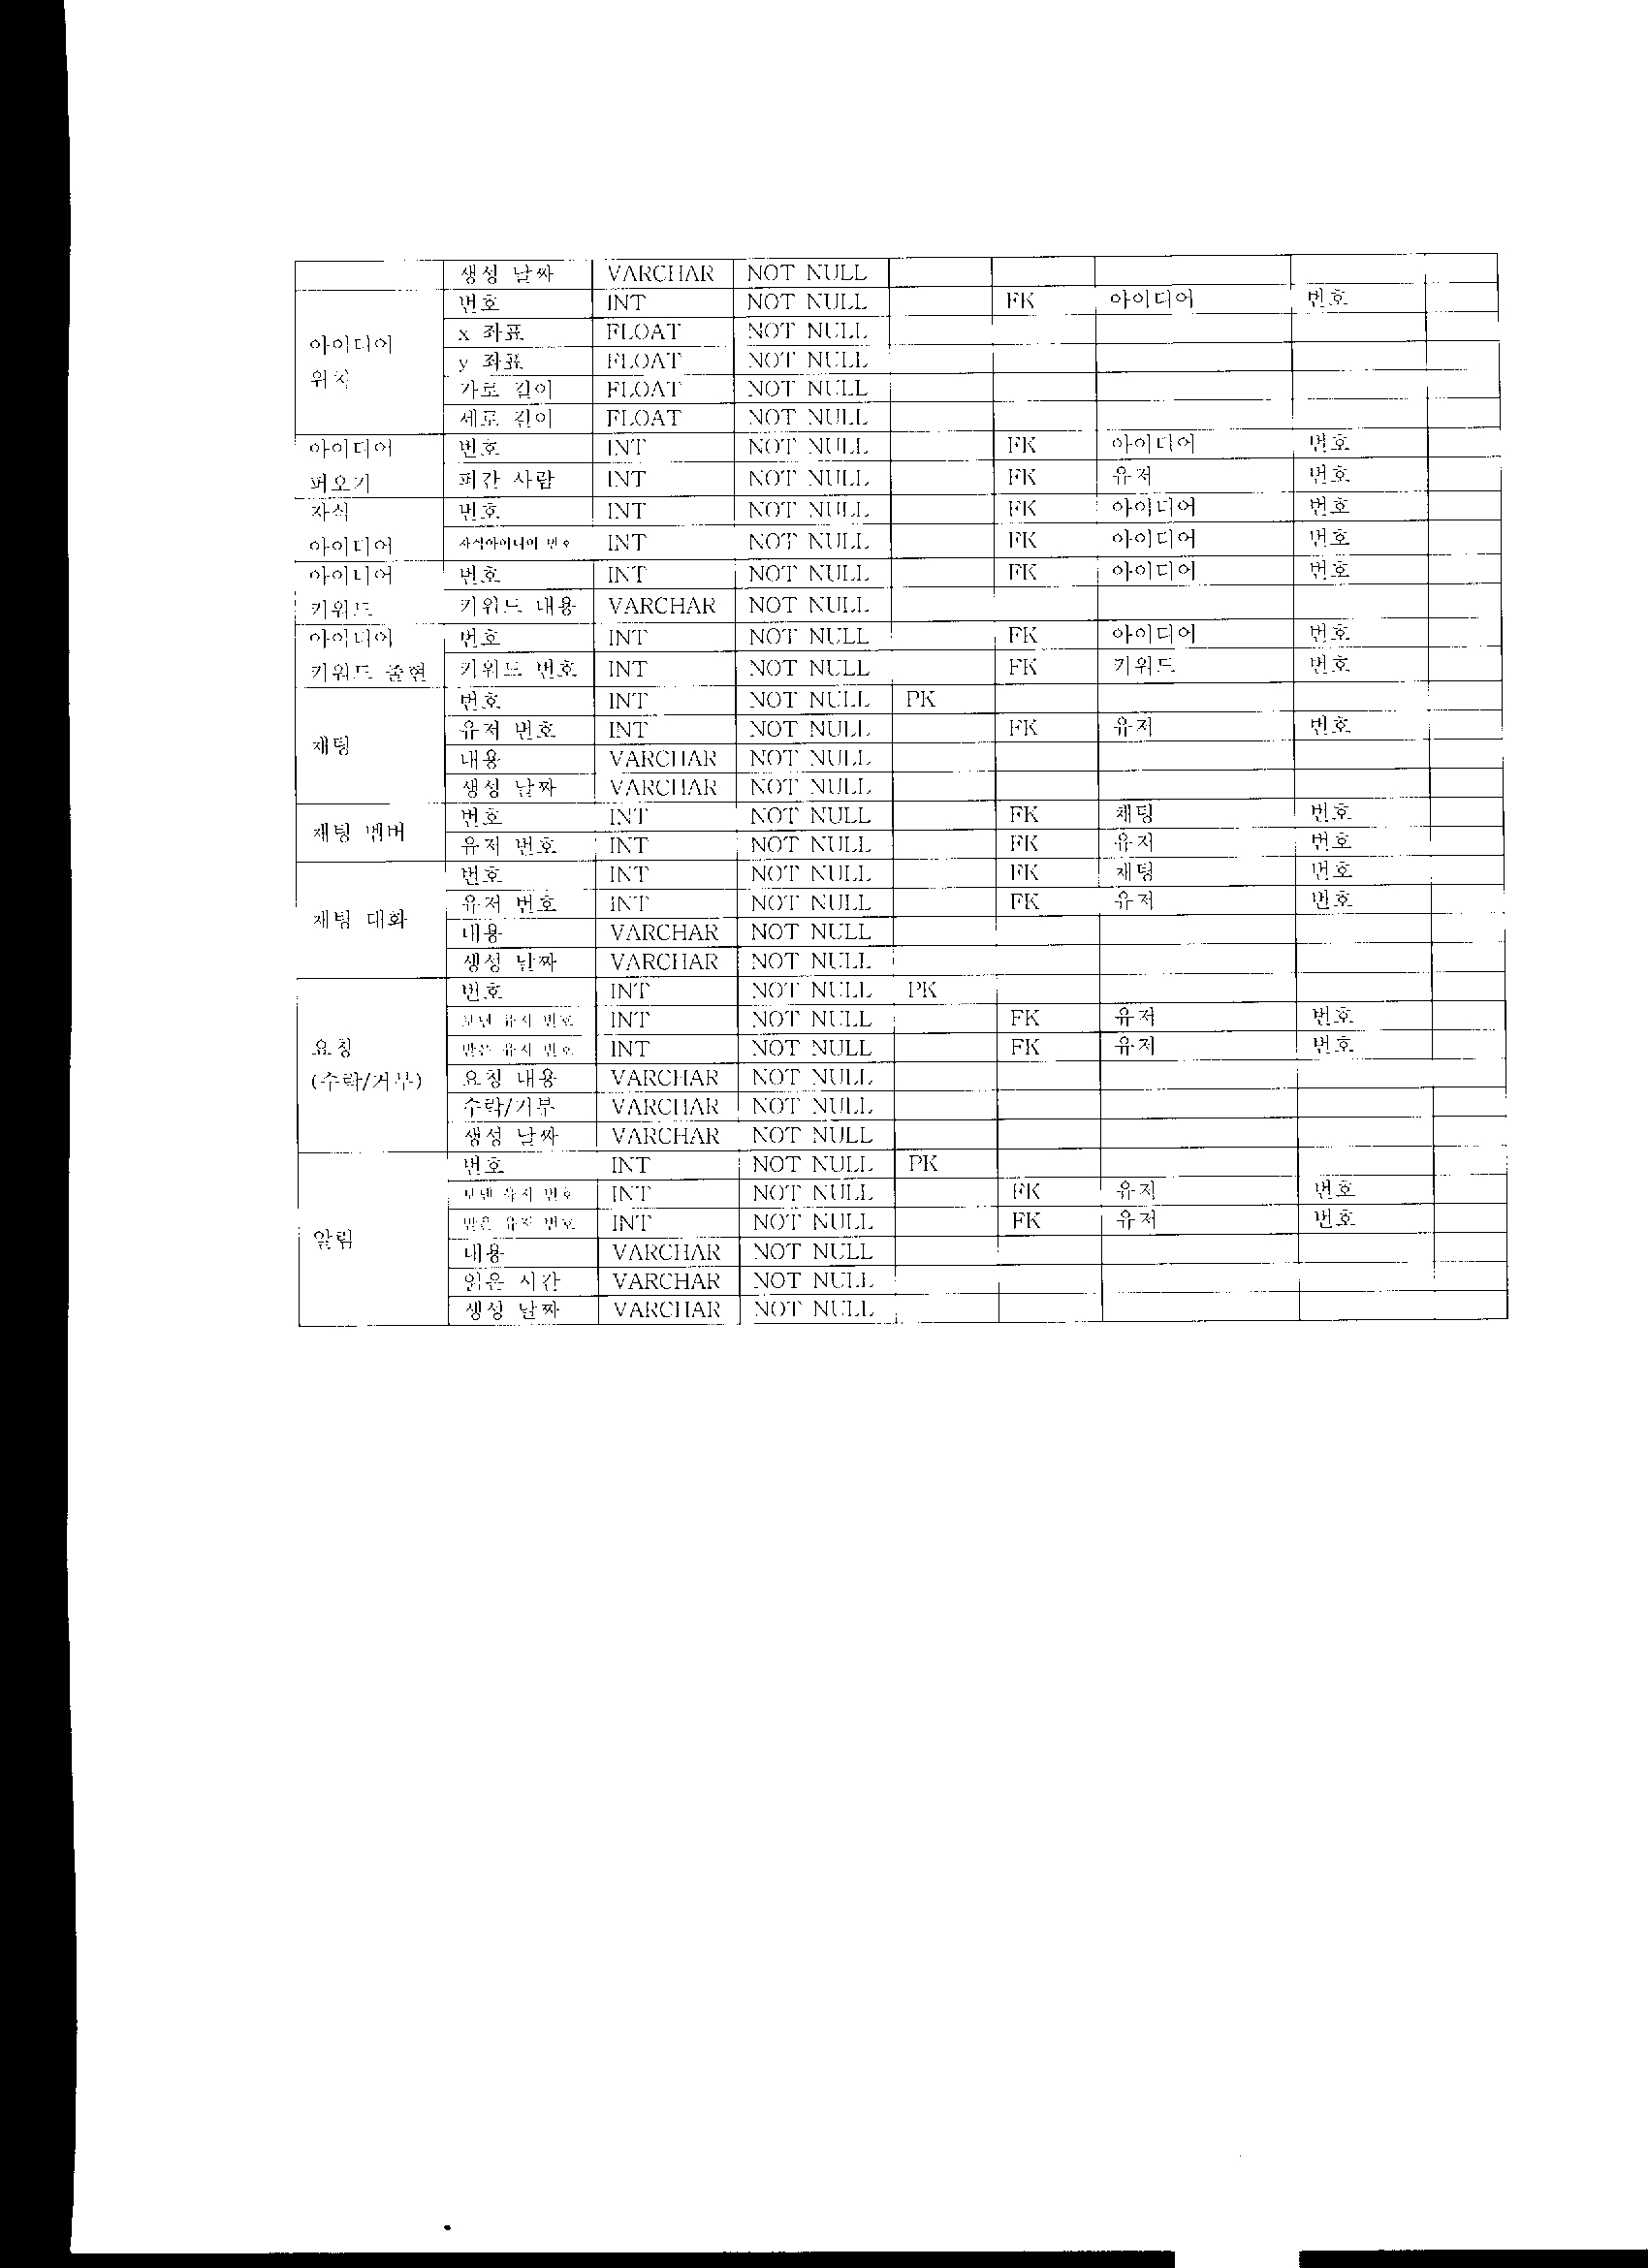 생성 날짜 VARCHAR NOT NULL
번호 INT NOT NULL FK 아이디어 번호
아이디어 위치
x 좌표 FLOAT NOT NULL
y 좌표 FLOAT NOT NULL
가로 길이 FLOAT NOT NULL
세로 길이 FLOAT NOT NULL
아이디어 번호 INT NOT NULL FK 아이디어 번호
퍼오기 퍼간 사람 INT NOT NULL FK 유저 번호
자식 번호 INT NOT NULL FK 아이디어 번호
아이디어 자식아이디어 번호 INT NOT NULL FK 아이디어 번호
아이디어 번호 INT NOT NULL FK 아이디어 번호
키워드 키워드 내용 VARCHAR NOT NULL
아이디어 번호 INT NOT NULL FK 아이디어 번호
키워드 출현 키워드 번호 INT NOT NULL FK 키워드 번호
번호 INT NOT NULL PK
유저 번호 INT NOT NULL FK 유저 번호
채팅
내용 VARCHAR NOT NULL
생성 날짜 VARCHAR NOT NULL
번호 INT NOT NULL FK 채팅 번호
채팅 멤버
유저 번호 INT NOT NULL FK 유저 번호
번호 INT NOT NULL FK 채팅 번호
유저 번호 INT NOT NULL FK 유저 번호
채팅 대화
내용 VARCHAR NOT NULL
생성 날짜 VARCHAR NOT NULL
번호 INT NOT NULL PK
보낸 유저 번호 INT NOT NULL FK 유저 번호
요청
받은 유저 번호 INT NOT NULL FK 유저 번호
(수락/거부) 요청 내용 VARCHAR NOT NULL
수락/거부 VARCHAR NOT NULL
생성 날짜 VARCHAR NOT NULL
번호 INT NOT NULL PK
보낸 유저 번호 INT NOT NULL FK 유저 번호
받은 유저 번호 INT NOT NULL FK 유저 번호
알림
내용 VARCHAR NOT NULL
읽은 시간 VARCHAR NOT NULL
생성 날짜 VARCHAR NOT NULL